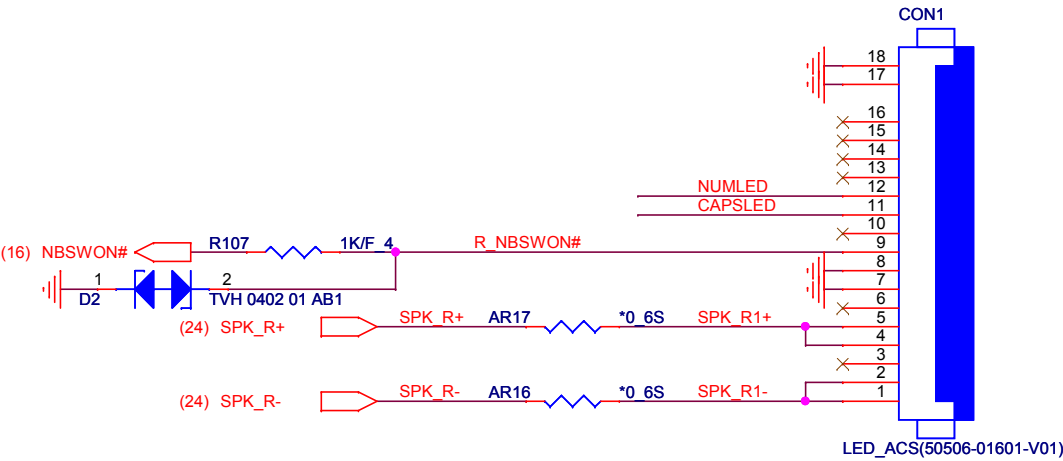 CON1
18
17
16
15
14
13
NUMLED 12
CAPSLED 11
10
(16) NBSWON# R107 1K/F_4 R_NBSWON# 9
8
1 2 7
D2 TVH 0402 01 AB1 6
(24) SPK_R+ SPK_R+ AR17 *0_6S SPK_R1+ 5
4
3
2
(24) SPK_R- SPK_R- AR16 *0_6S SPK_R1- 1
LED_ACS(50506-01601-V01)